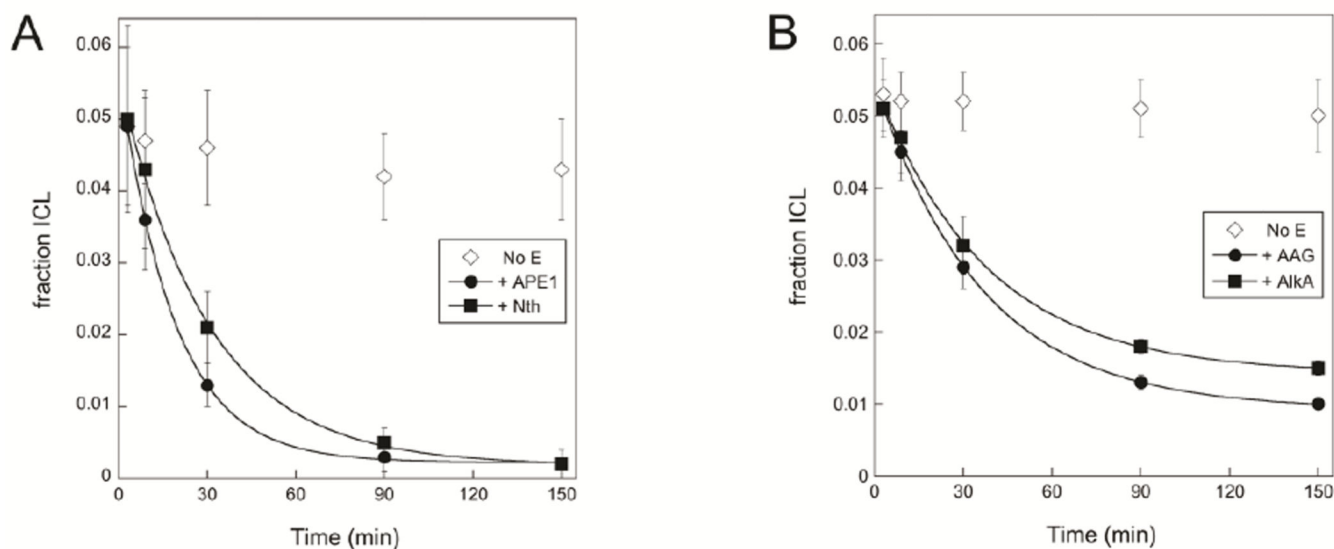 A
0.06
0.05
0.04
0.03
0.02
0.01
0
fraction ICL
No E
+ APE1
+ Nth
0 30 60 90 120 150
Time (min)
B
0.06
0.05
0.04
0.03
0.02
0.01
0
fraction ICL
No E
+ AAG
+ AlkA
0 30 60 90 120 150
Time (min)